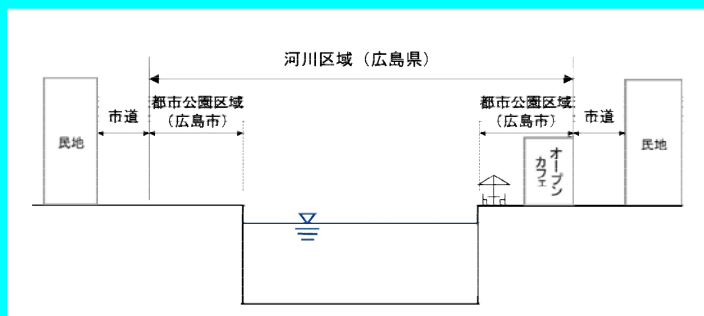 河川区域（広島県）
都市公園区域
（広島市）
都市公園区域
（広島市）
市道
市道
民地
オープン
カフェ
民地